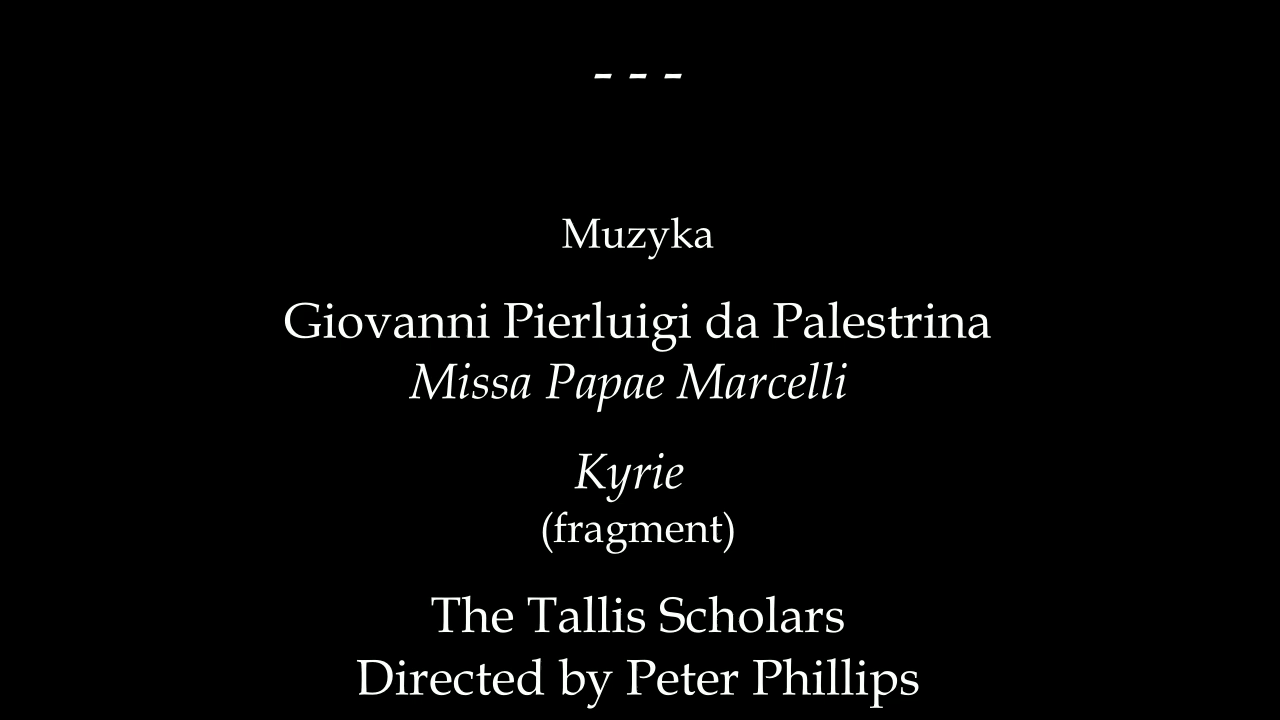 - - -
Muzyka
Giovanni Pierluigi da Palestrina
Missa Papae Marcelli
Kyrie
(fragment)
The Tallis Scholars
Directed by Peter Phillips